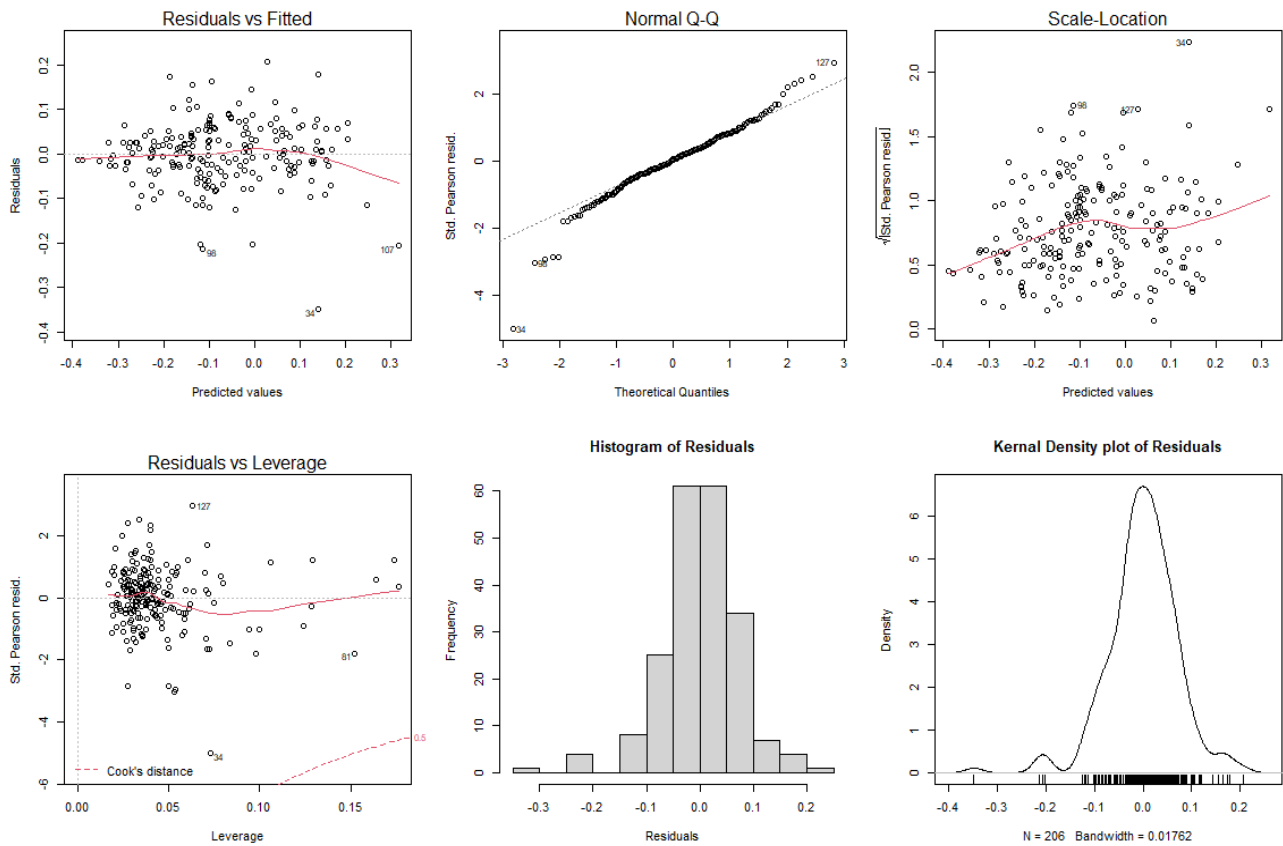 Residuals vs Fitted
Residuals
0.2
0.1
0.0
-0.1
-0.2
-0.3
-0.4
98
107
34
-0.4 -0.3 -0.2 -0.1 0.0 0.1 0.2 0.3
Predicted values
Normal Q-Q
Std. Pearson resid.
2
0
-2
-4
127
98
34
-3 -2 -1 0 1 2 3
Theoretical Quantiles
Scale-Location
√|Std. Pearson resid|
2.0
1.5
1.0
0.5
0.0
34
98
127
-0.4 -0.3 -0.2 -0.1 0.0 0.1 0.2 0.3
Predicted values
Residuals vs Leverage
Std. Pearson resid.
2
0
-2
-4
-6
127
81
34
0.5
Cook's distance
0.00 0.05 0.10 0.15
Leverage
Histogram of Residuals
Frequency
60
50
40
30
20
10
0
-0.3 -0.2 -0.1 0.0 0.1 0.2
Residuals
Kernal Density plot of Residuals
Density
6
5
4
3
2
1
0
-0.4 -0.2 0.0 0.2
N = 206 Bandwidth = 0.01762